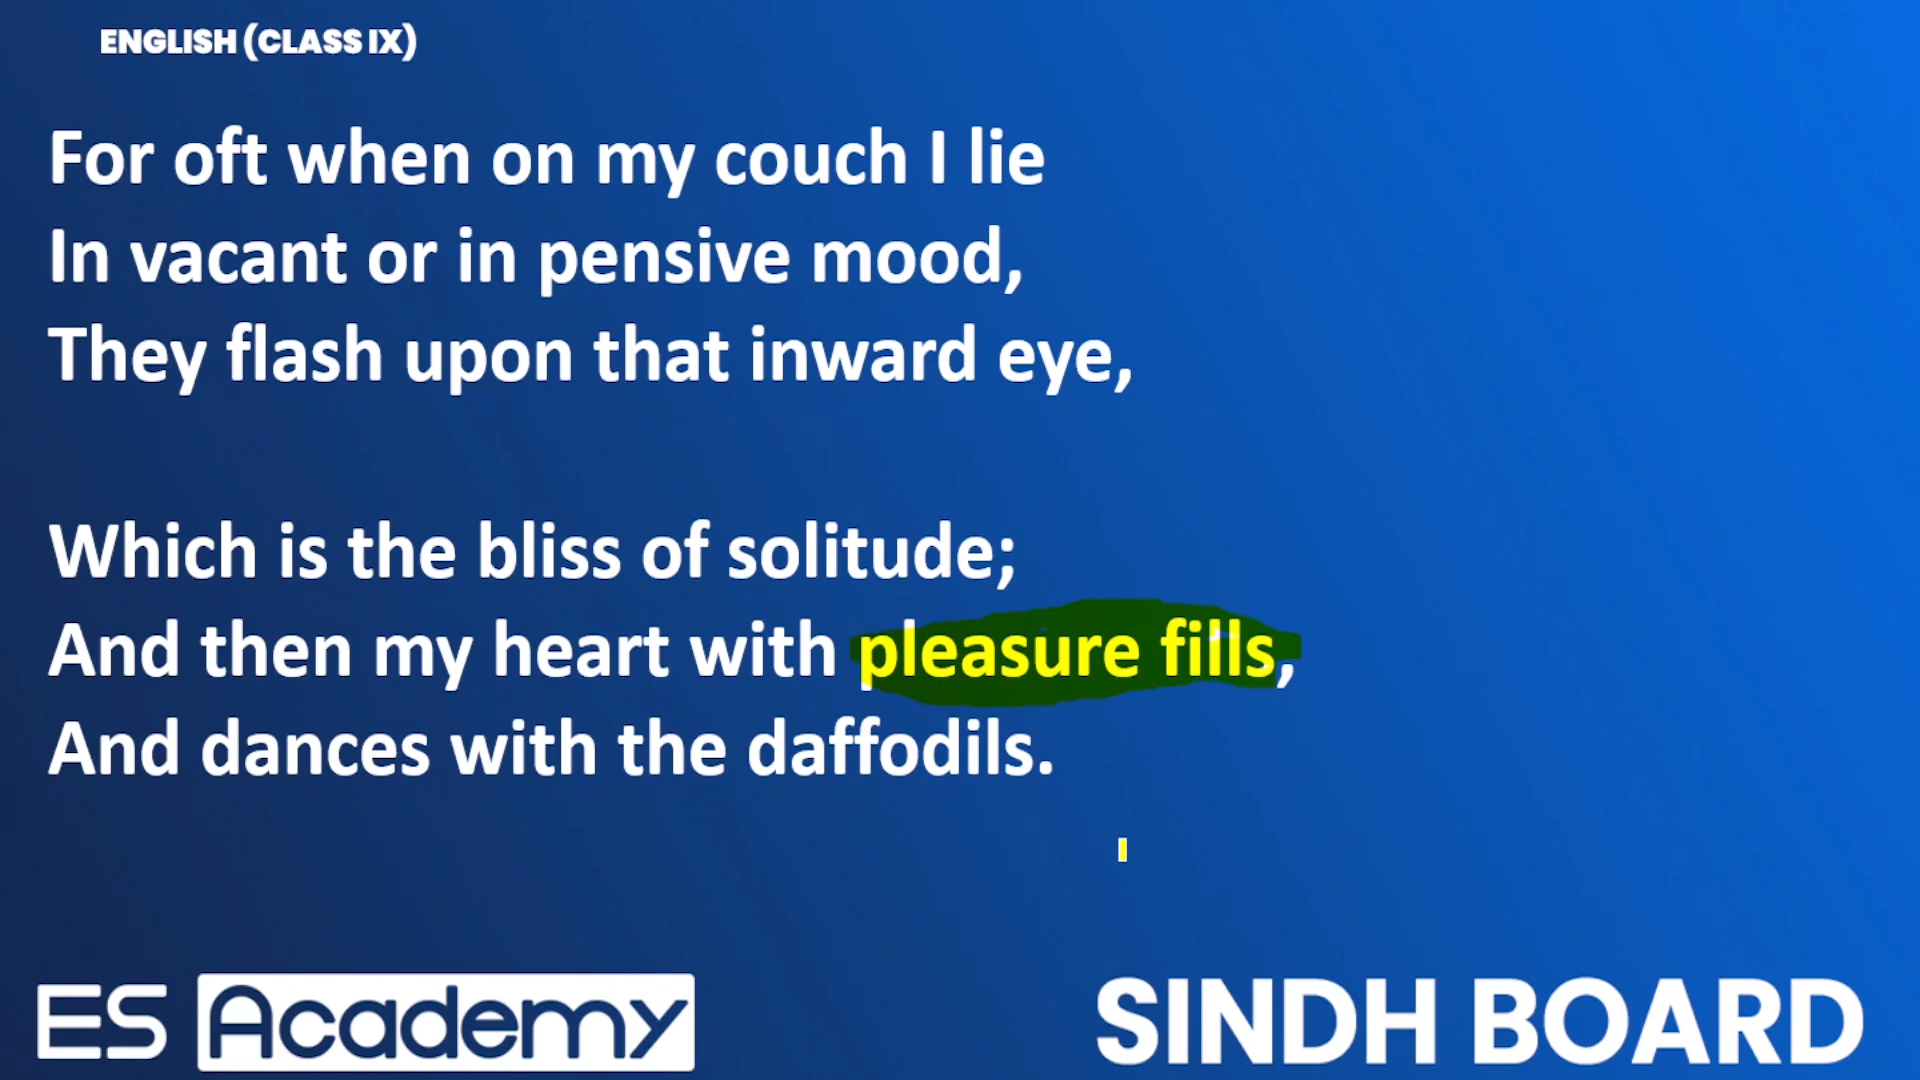 ENGLISH (CLASS IX)
For oft when on my couch I lie
In vacant or in pensive mood,
They flash upon that inward eye,
Which is the bliss of solitude;
And then my heart with pleasure fills,
And dances with the daffodils.
ES Academy
SINDH BOARD